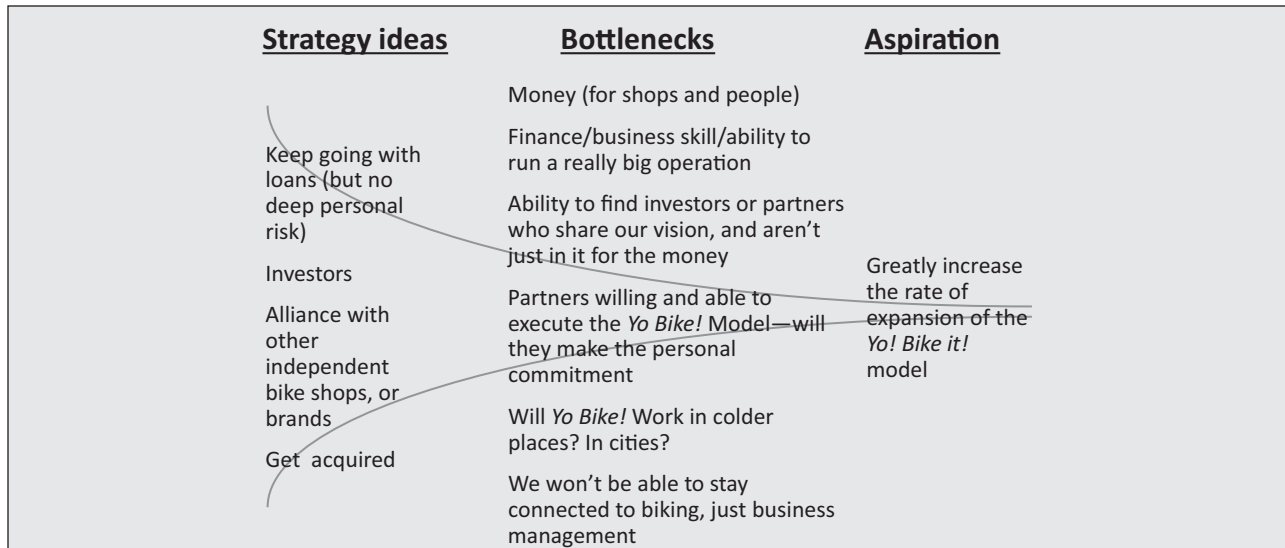 Strategy ideas
Bottlenecks
Aspiration
Keep going with
loans (but no
deep personal
risk)
Investors
Alliance with
other
independent
bike shops, or
brands
Get  acquired
Money (for shops and people)
Finance/business skill/ability to
run a really big operation
Ability to find investors or partners
who share our vision, and aren’t
just in it for the money
Partners willing and able to
execute the Yo Bike! Model—will
they make the personal
commitment
Will Yo Bike! Work in colder
places? In cities?
We won’t be able to stay
connected to biking, just business
management
Greatly increase
the rate of
expansion of the
Yo! Bike it!
model